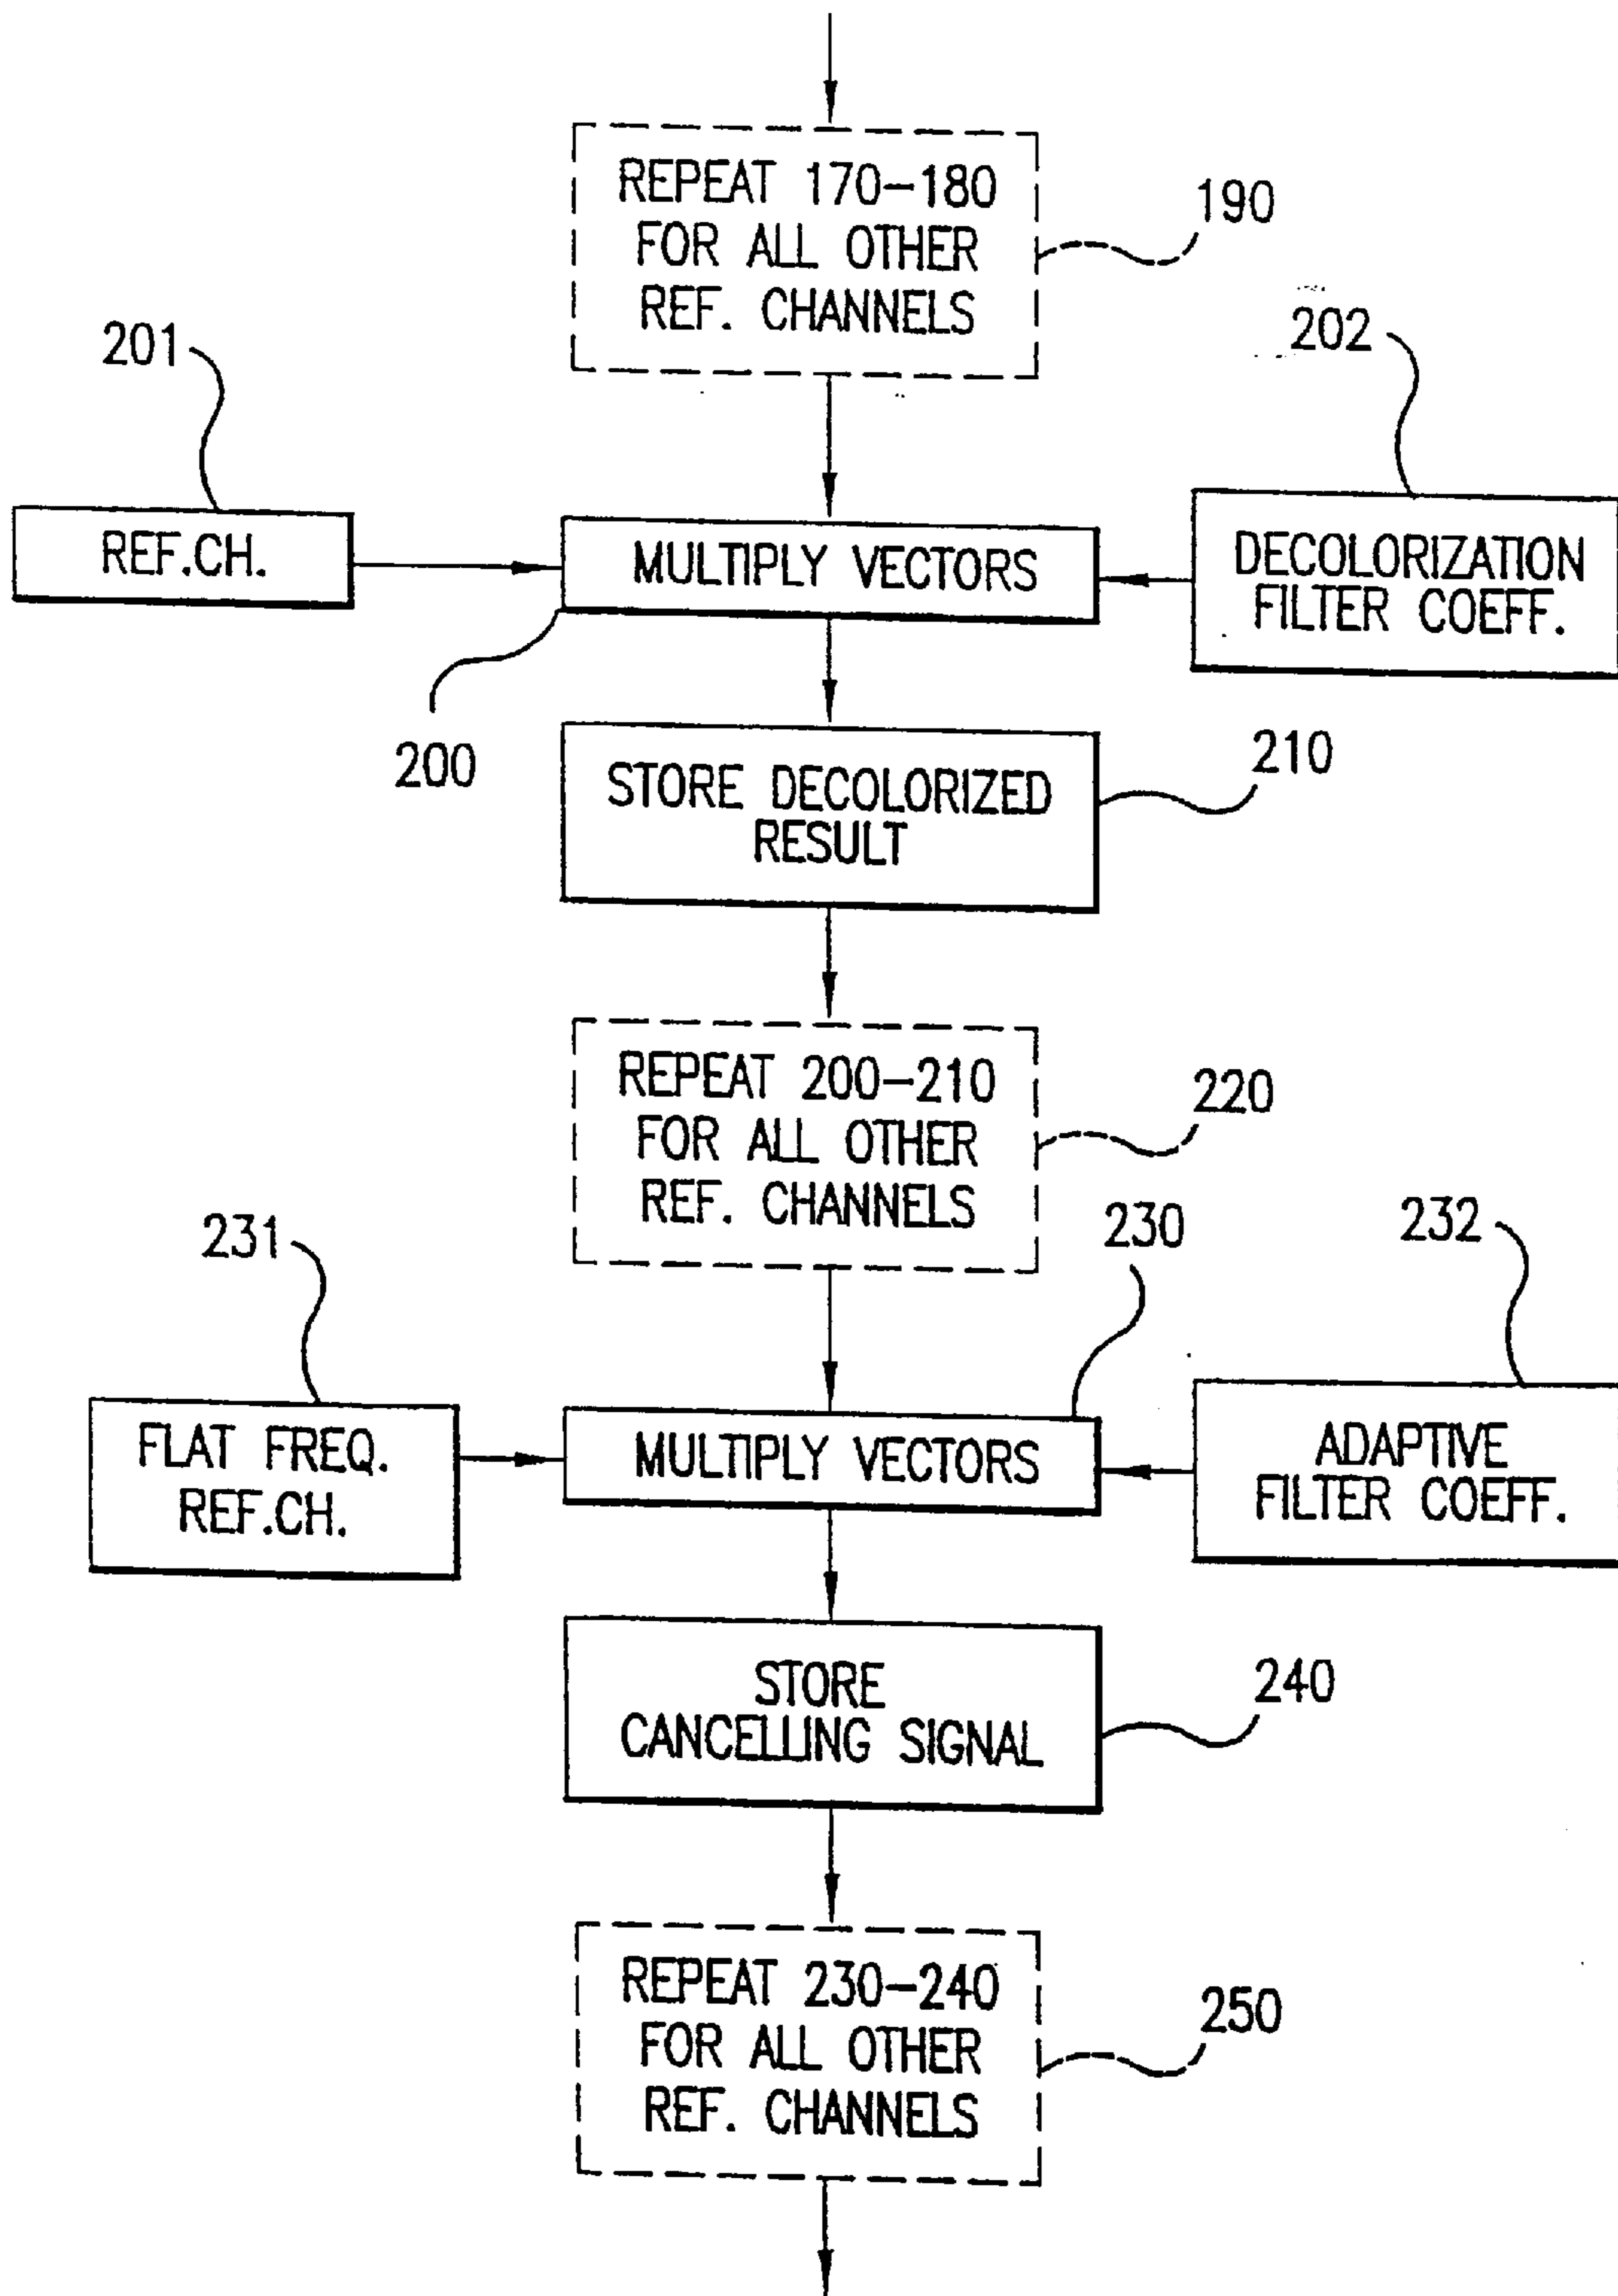 REPEAT 170-180
FOR ALL OTHER
REF. CHANNELS
190
201
202
REF.CH.
MULTIPLY VECTORS
DECOLORIZATION
FILTER COEFF.
200
STORE DECOLORIZED
RESULT
210
REPEAT 200-210
FOR ALL OTHER
REF. CHANNELS
220
231
230
232
FLAT FREQ.
REF.CH.
MULTIPLY VECTORS
ADAPTIVE
FILTER COEFF.
STORE
CANCELLING SIGNAL
240
REPEAT 230-240
FOR ALL OTHER
REF. CHANNELS
250